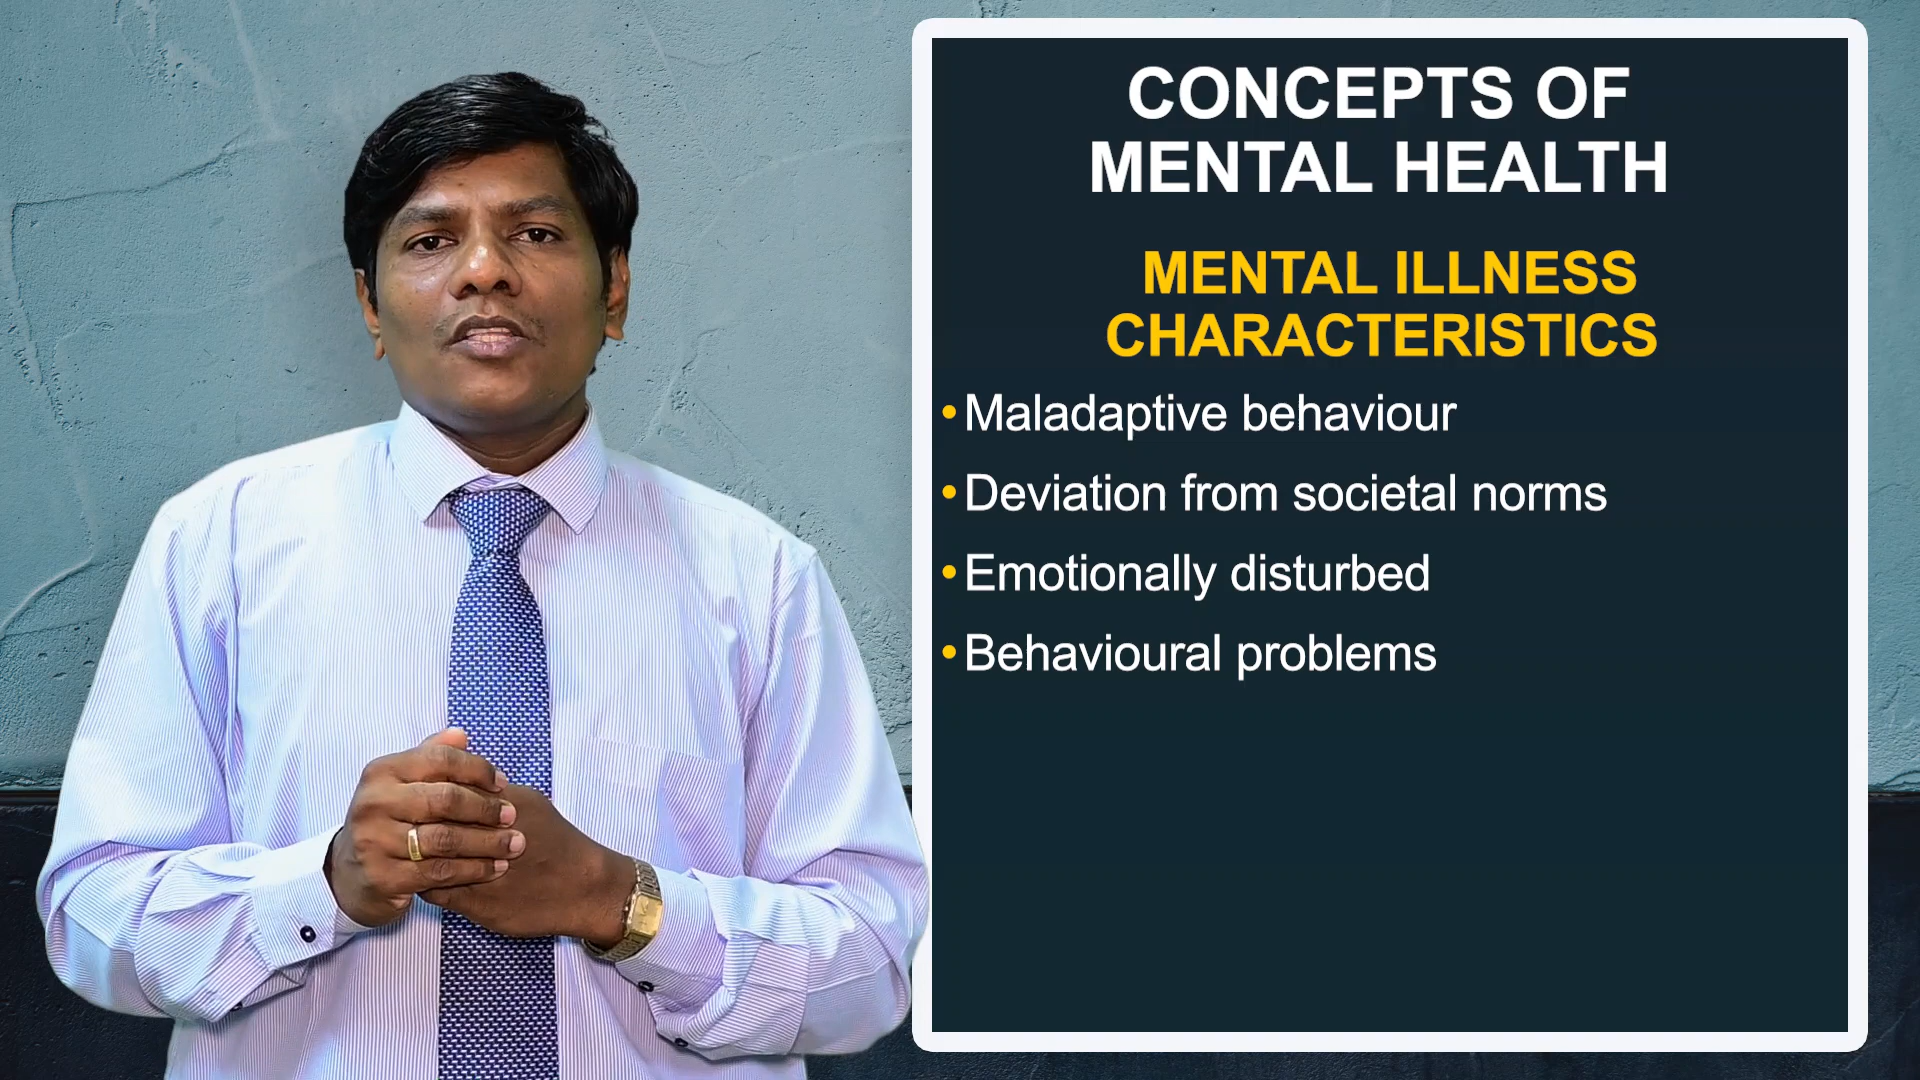 CONCEPTS OF
MENTAL HEALTH
MENTAL ILLNESS
CHARACTERISTICS
•Maladaptive behaviour
•Deviation from societal norms
•Emotionally disturbed
•Behavioural problems